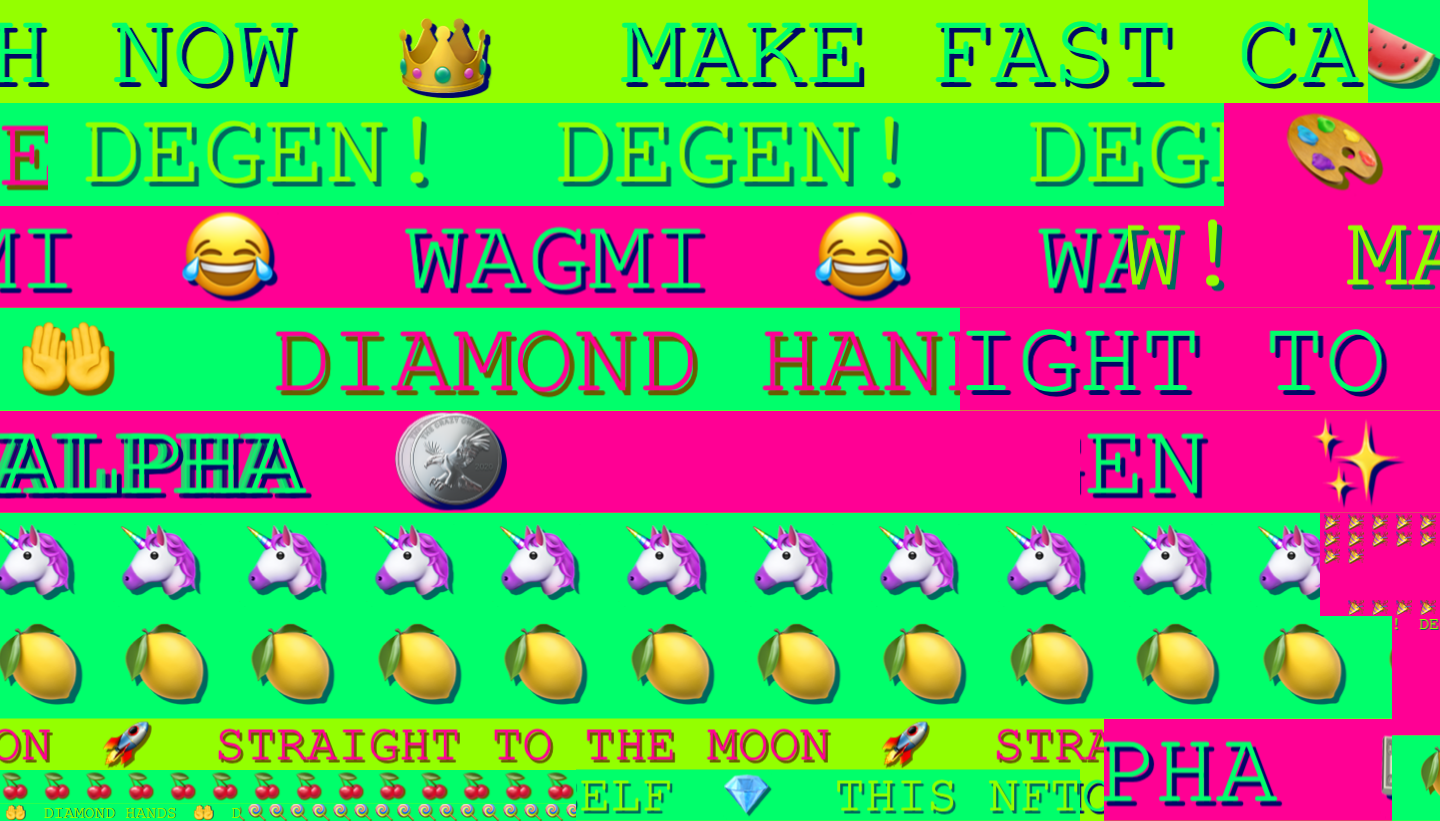 H NOW MAKE FAST CA
E DEGEN! DEGEN! DEG
MI WAGMI WA W! MA
DIAMOND HAN IGHT TO
ALPHA EN
! DE
ON STRAIGHT TO THE MOON STRA
PHA
ELF THIS NFT
DIAMOND HANDS D